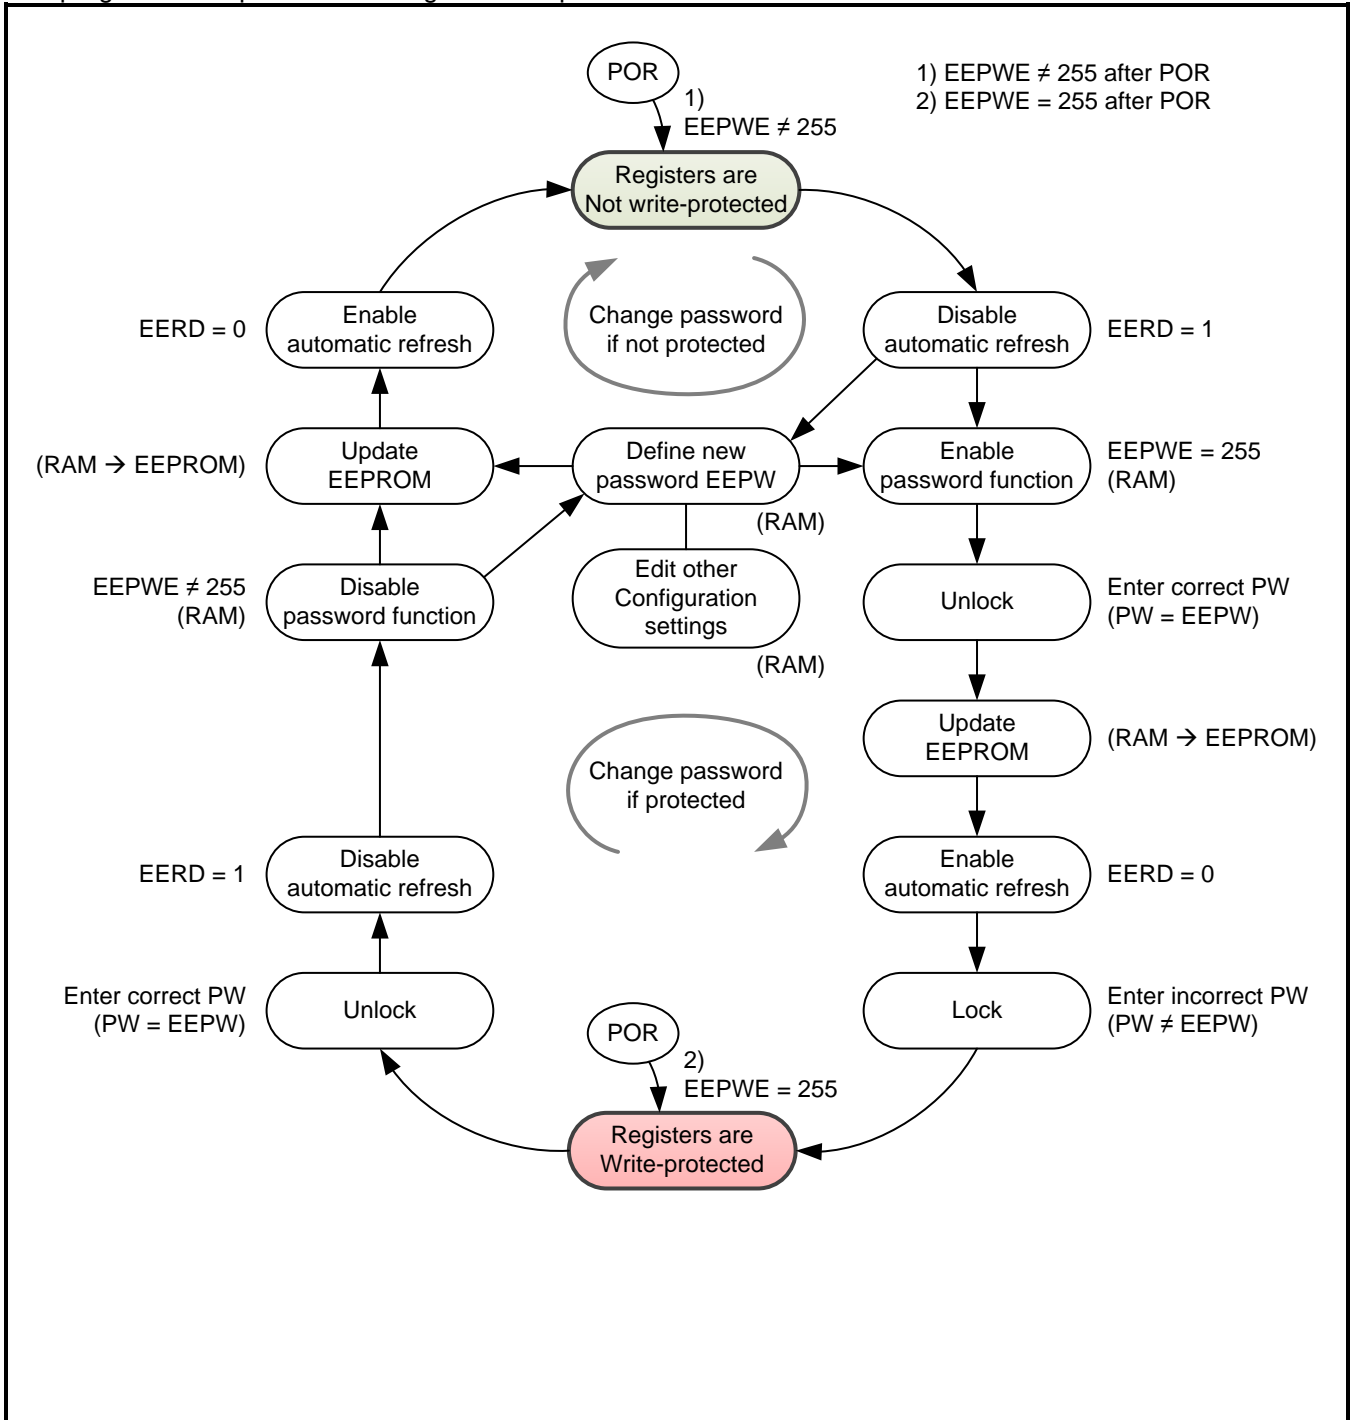 POR
1)
EEPWE ≠ 255
1) EEPWE ≠ 255 after POR
2) EEPWE = 255 after POR
Registers are
Not write-protected
EERD = 0
Enable
automatic refresh
Change password
if not protected
Disable
automatic refresh
EERD = 1
(RAM → EEPROM)
Update
EEPROM
Define new
password EEPW
(RAM)
Enable
password function
EEPWE = 255
(RAM)
EEPWE ≠ 255
(RAM)
Disable
password function
Edit other
Configuration
settings
(RAM)
Unlock
Enter correct PW
(PW = EEPW)
Update
EEPROM
(RAM → EEPROM)
Change password
if protected
EERD = 1
Disable
automatic refresh
Enable
automatic refresh
EERD = 0
Enter correct PW
(PW = EEPW)
Unlock
Lock
Enter incorrect PW
(PW ≠ EEPW)
POR
2)
EEPWE = 255
Registers are
Write-protected